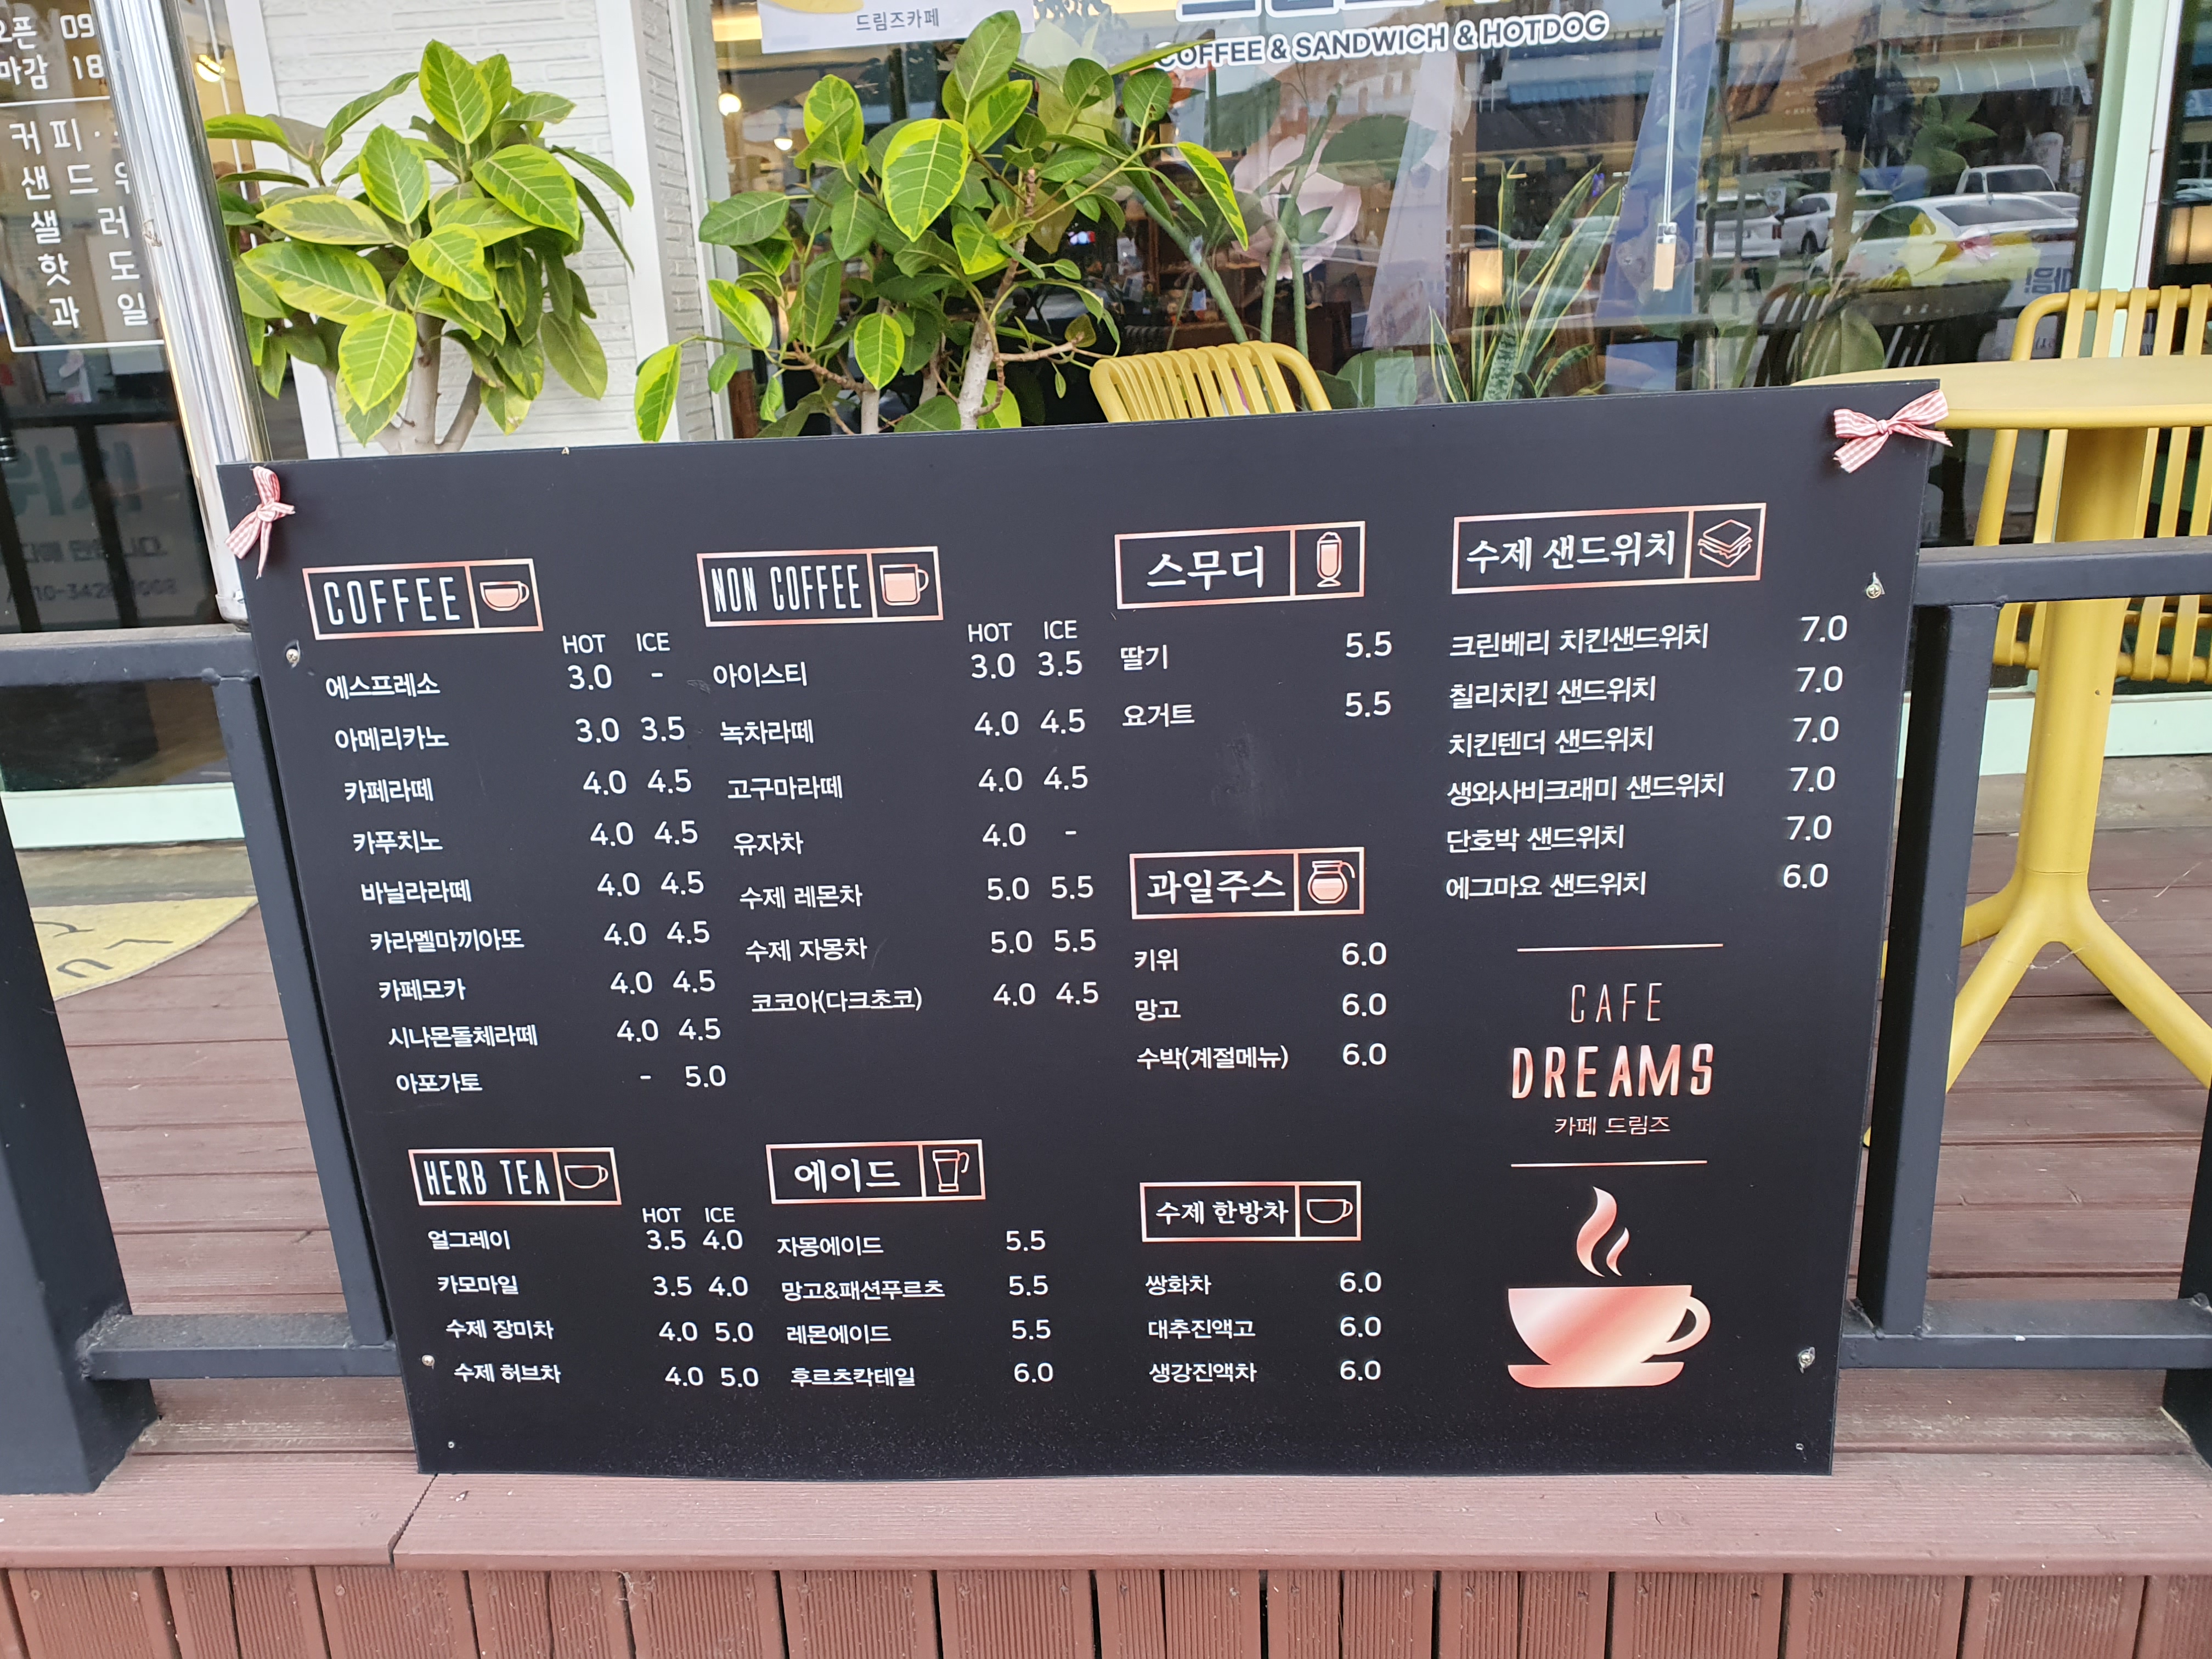 오픈 09
마감 18
커피·
샌드위
샐 러
핫 도
과 일
드림즈카페
COFFEE & SANDWICH & HOTDOG
COFFEE
HOT ICE
에스프레소 3.0 -
아메리카노 3.0 3.5
카페라떼 4.0 4.5
카푸치노 4.0 4.5
바닐라라떼 4.0 4.5
카라멜마끼아또 4.0 4.5
카페모카 4.0 4.5
시나몬돌체라떼 4.0 4.5
아포가토 - 5.0
NON COFFEE
HOT ICE
아이스티 3.0 3.5
녹차라떼 4.0 4.5
고구마라떼 4.0 4.5
유자차 4.0 -
수제 레몬차 5.0 5.5
수제 자몽차 5.0 5.5
코코아(다크초코) 4.0 4.5
스무디
딸기 5.5
요거트 5.5
과일주스
키위 6.0
망고 6.0
수박(계절메뉴) 6.0
수제 샌드위치
크린베리 치킨샌드위치 7.0
칠리치킨 샌드위치 7.0
치킨텐더 샌드위치 7.0
생와사비크래미 샌드위치 7.0
단호박 샌드위치 7.0
에그마요 샌드위치 6.0
HERB TEA
HOT ICE
얼그레이 3.5 4.0
카모마일 3.5 4.0
수제 장미차 4.0 5.0
수제 허브차 4.0 5.0
에이드
자몽에이드 5.5
망고&패션푸르츠 5.5
레몬에이드 5.5
후르츠칵테일 6.0
수제 한방차
쌍화차 6.0
대추진액고 6.0
생강진액차 6.0
CAFE
DREAMS
카페 드림즈